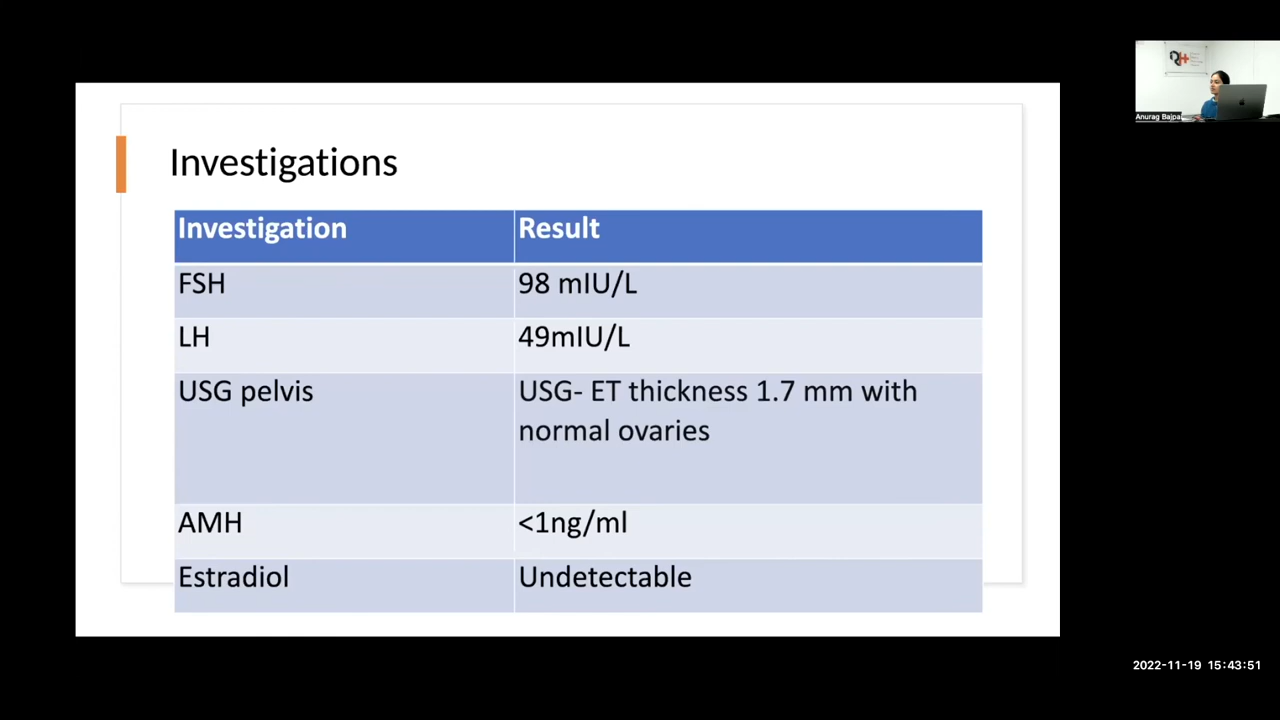 Investigations
Investigation Result
FSH 98 mIU/L
LH 49mIU/L
USG pelvis USG- ET thickness 1.7 mm with
normal ovaries
AMH <1ng/ml
Estradiol Undetectable
Anurag Bajpa
2022-11-19 15:43:51